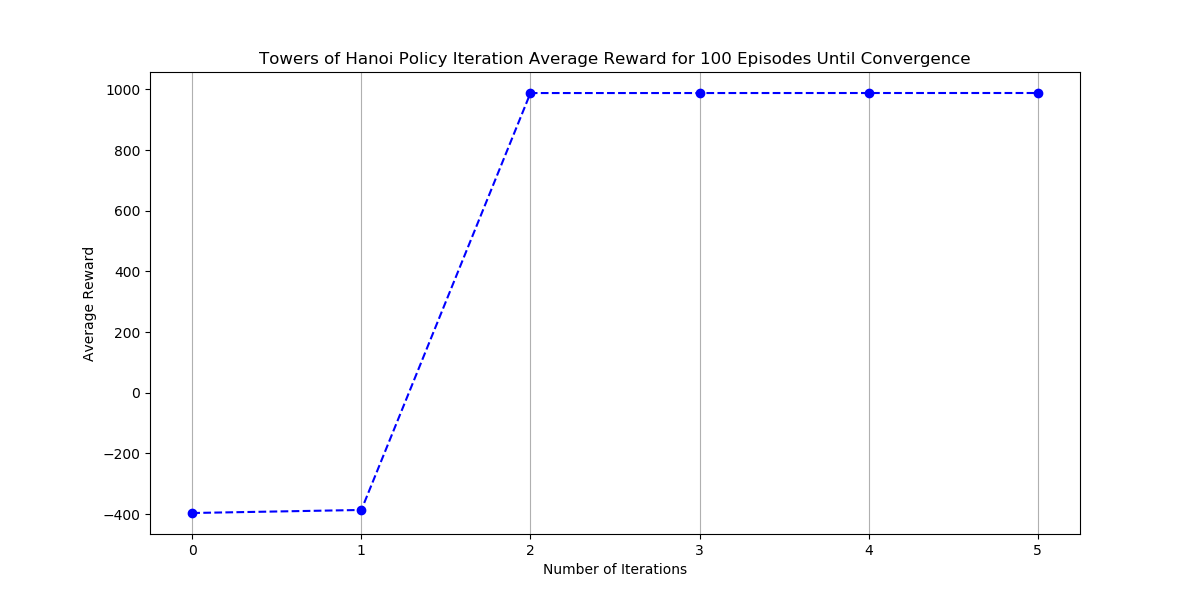 Towers of Hanoi Policy Iteration Average Reward for 100 Episodes Until Convergence
1000
800
600
400
200
0
−200
−400
Average Reward
0 1 2 3 4 5
Number of Iterations